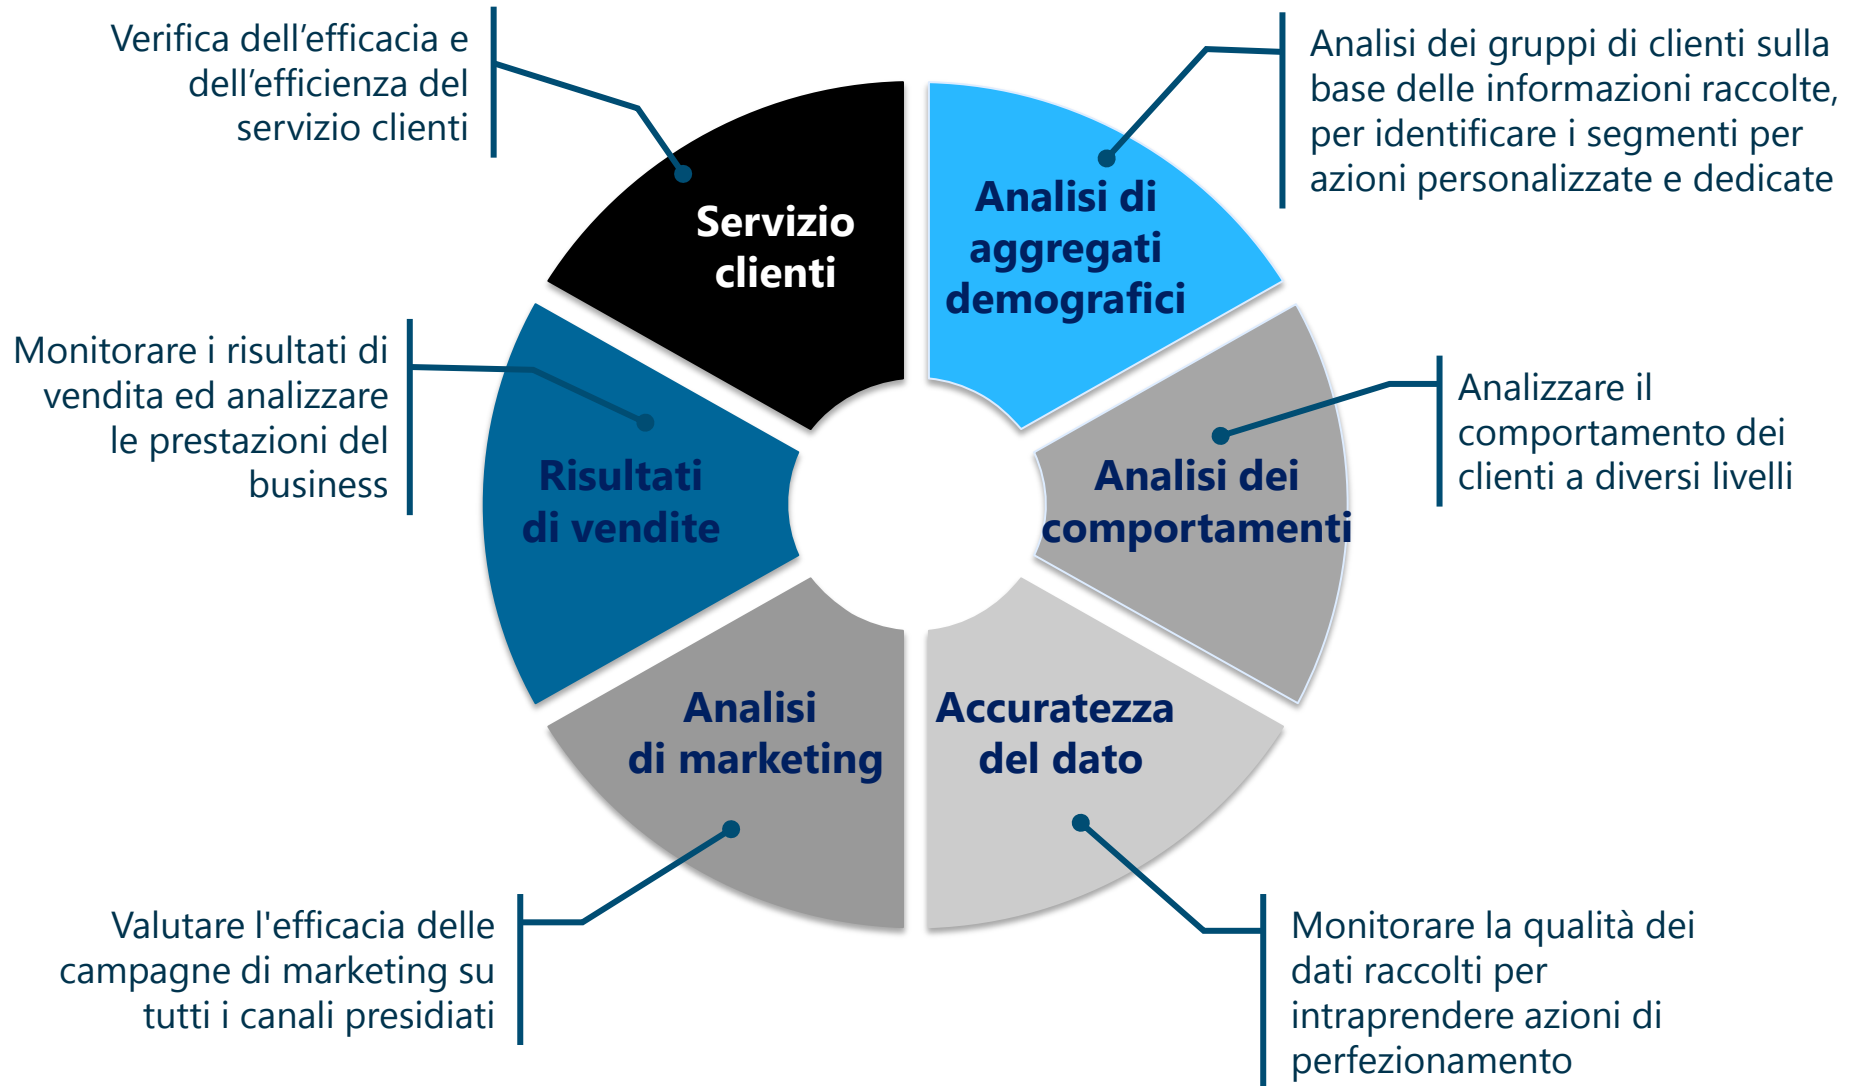 Verifica dell’efficacia e
dell’efficienza del
servizio clienti
Analisi dei gruppi di clienti sulla
base delle informazioni raccolte,
per identificare i segmenti per
azioni personalizzate e dedicate
Servizio
clienti
Analisi di
aggregati
demografici
Monitorare i risultati di
vendita ed analizzare
le prestazioni del
business
Analizzare il
comportamento dei
clienti a diversi livelli
Risultati
di vendite
Analisi dei
comportamenti
Analisi
di marketing
Accuratezza
del dato
Valutare l'efficacia delle
campagne di marketing su
tutti i canali presidiati
Monitorare la qualità dei
dati raccolti per
intraprendere azioni di
perfezionamento